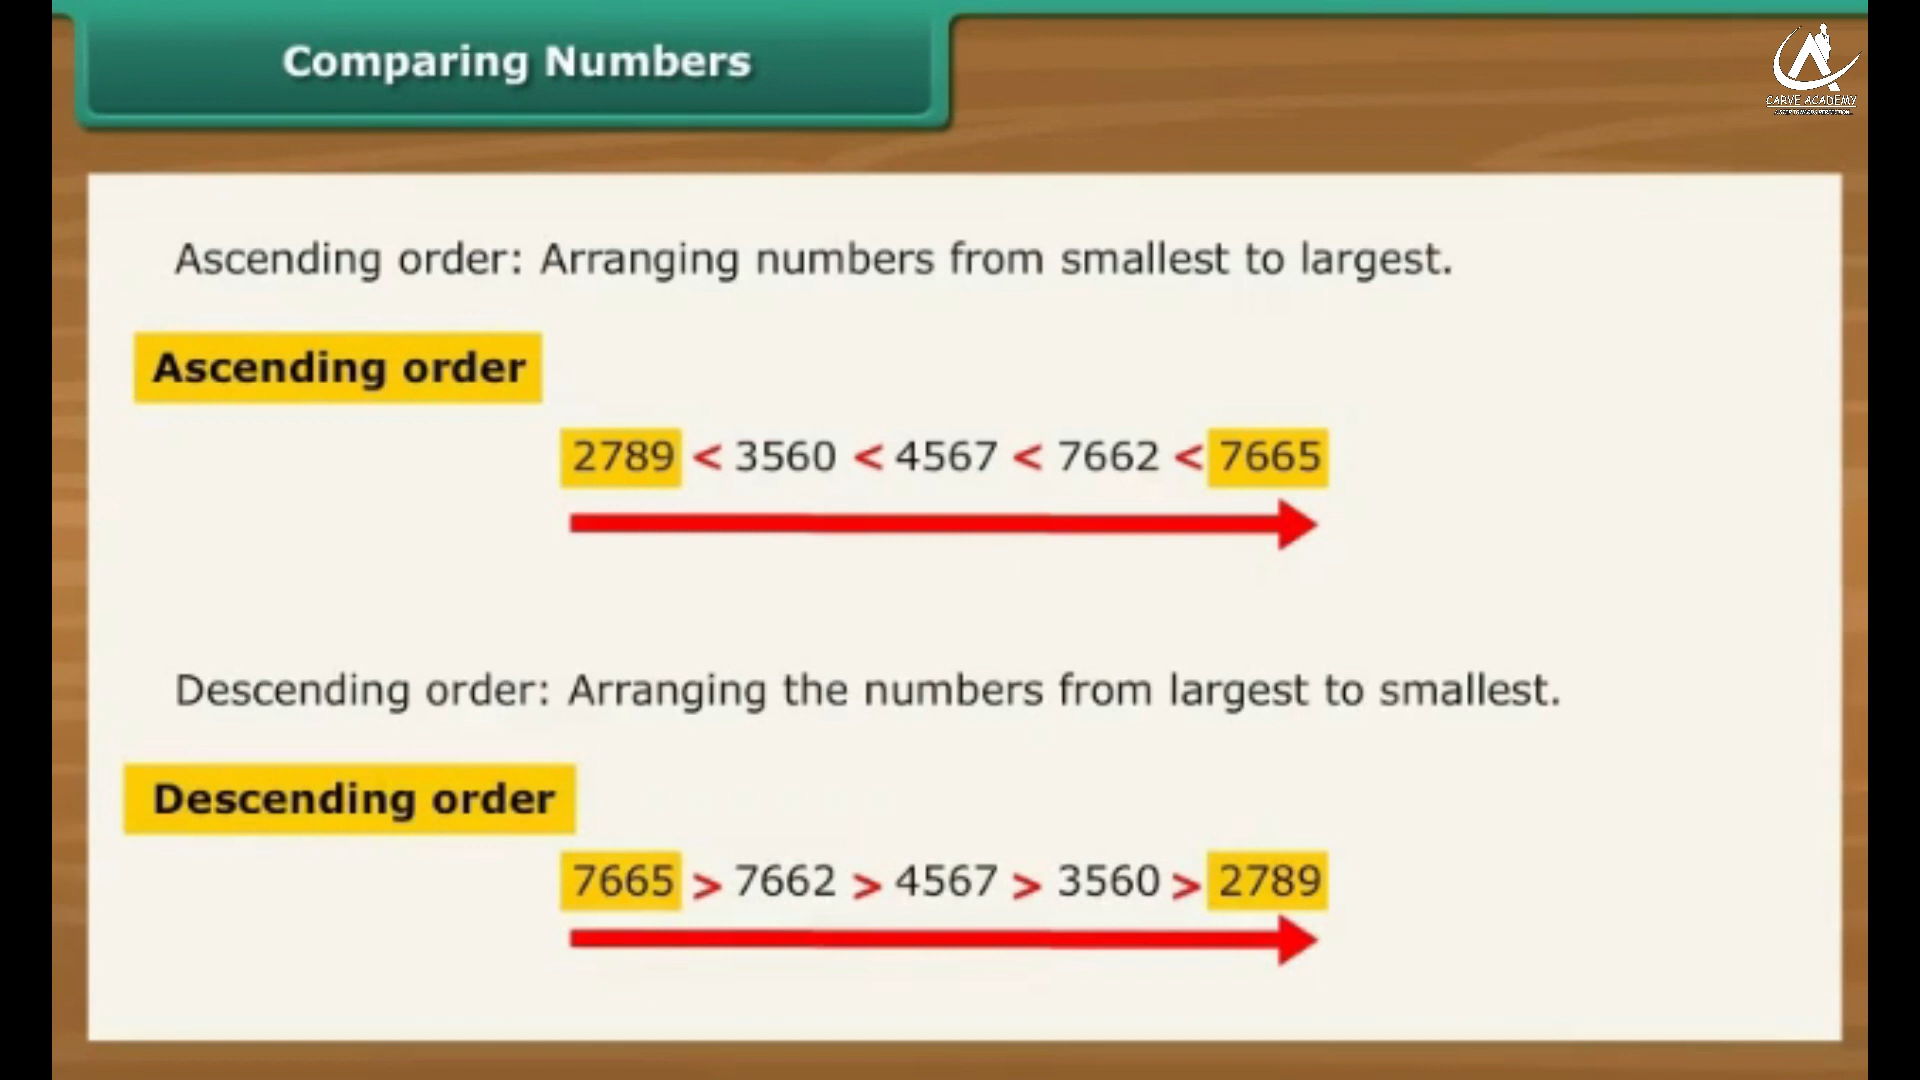 Comparing Numbers
CARVE ACADEMY
Ascending order: Arranging numbers from smallest to largest.
Ascending order
2789 < 3560 < 4567 < 7662 < 7665
Descending order: Arranging the numbers from largest to smallest.
Descending order
7665 > 7662 > 4567 > 3560 > 2789